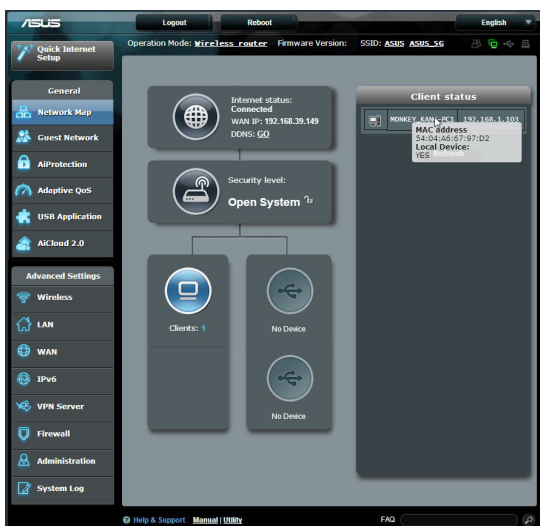 ASUS
Logout
Reboot
English
Quick Internet
Setup
Operation Mode: Wireless router Firmware Version: SSID: ASUS ASUS_5G
General
Network Map
Guest Network
AiProtection
Adaptive QoS
USB Application
AiCloud 2.0
Advanced Settings
Wireless
LAN
WAN
IPv6
VPN Server
Firewall
Administration
System Log
Internet status:
Connected
WAN IP: 192.168.39.149
DDNS: GO
Security level:
Open System
Clients: 1
No Device
No Device
Client status
MONKEY_KANG-PC1 192.168.1.101
MAC address
54:04:A6:67:97:D2
Local Device:
YES
Refresh
Help & Support Manual | Utility
FAQ